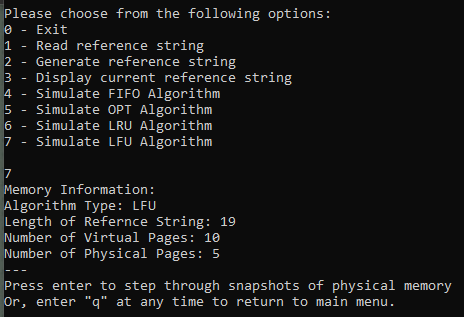 Please choose from the following options:
0 - Exit
1 - Read reference string
2 - Generate reference string
3 - Display current reference string
4 - Simulate FIFO Algorithm
5 - Simulate OPT Algorithm
6 - Simulate LRU Algorithm
7 - Simulate LFU Algorithm
7
Memory Information:
Algorithm Type: LFU
Length of Refernce String: 19
Number of Virtual Pages: 10
Number of Physical Pages: 5
---
Press enter to step through snapshots of physical memory
Or, enter "q" at any time to return to main menu.